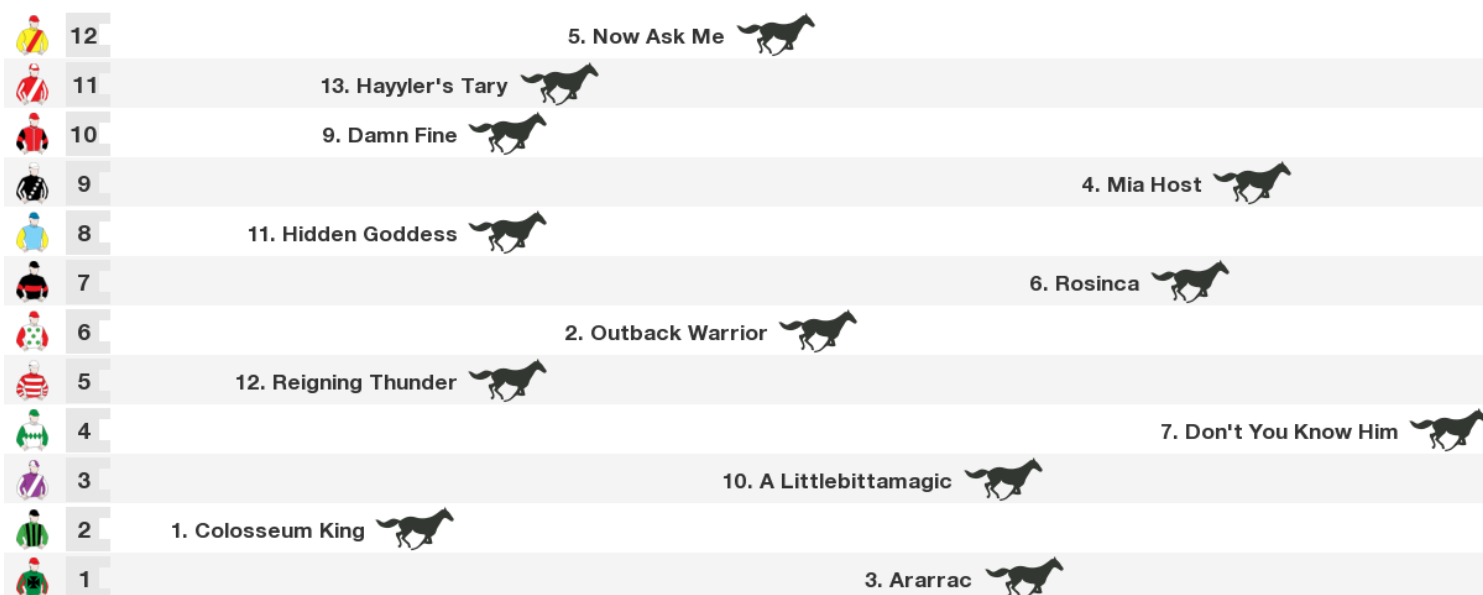 12 5. Now Ask Me
11 13. Hayyler's Tary
10 9. Damn Fine
9 4. Mia Host
8 11. Hidden Goddess
7 6. Rosinca
6 2. Outback Warrior
5 12. Reigning Thunder
4 7. Don't You Know Him
3 10. A Littlebittamagic
2 1. Colosseum King
1 3. Ararrac